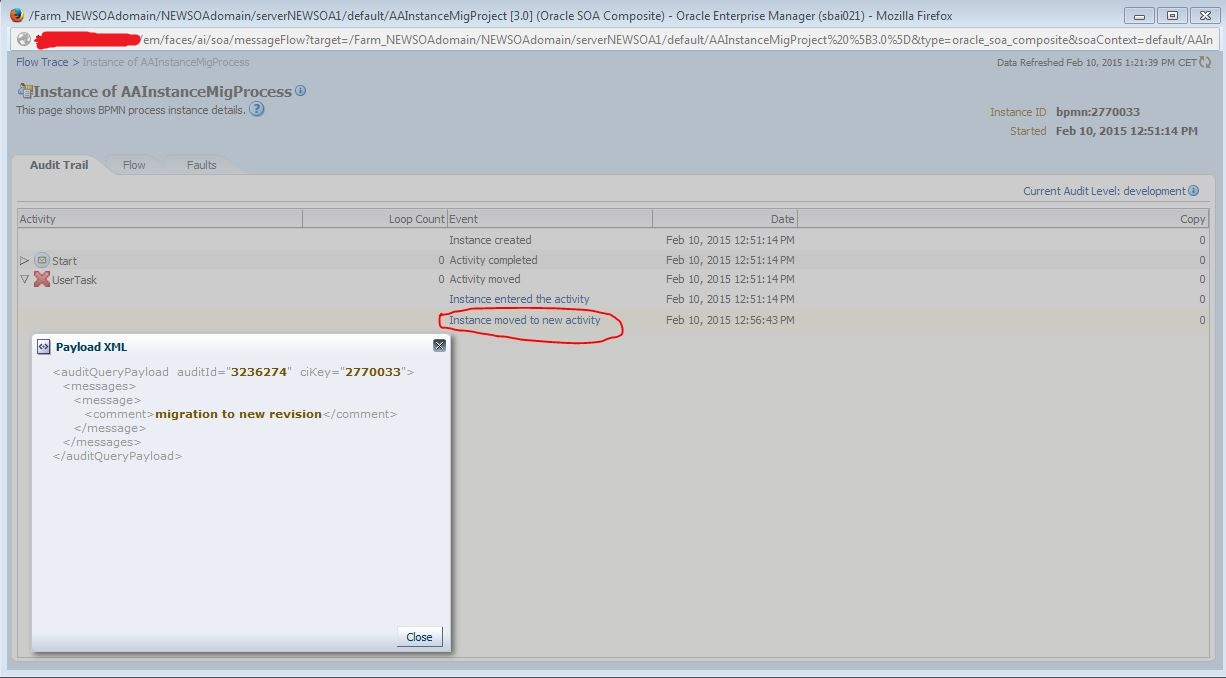 /Farm_NEWSOAdomain/NEWSOAdomain/serverNEWSOA1/default/AAInstanceMigProject [3.0] (Oracle SOA Composite) - Oracle Enterprise Manager (sbai021) - Mozilla Firefox
/em/faces/ai/soa/messageFlow?target=/Farm_NEWSOAdomain/NEWSOAdomain/serverNEWSOA1/default/AAInstanceMigProject%20%5B3.0%5D&type=oracle_soa_composite&soaContext=default/AAIn
Flow Trace > Instance of AAInstanceMigProcess
Data Refreshed Feb 10, 2015 1:21:39 PM CET
Instance of AAInstanceMigProcess
This page shows BPMN process instance details.
Instance ID bpmn:2770033
Started Feb 10, 2015 12:51:14 PM
Audit Trail Flow Faults
Current Audit Level: development
Activity Loop Count Event Date Copy
Instance created Feb 10, 2015 12:51:14 PM 0
Start 0 Activity completed Feb 10, 2015 12:51:14 PM 0
UserTask 0 Activity moved Feb 10, 2015 12:51:14 PM 0
Instance entered the activity Feb 10, 2015 12:51:14 PM 0
Instance moved to new activity Feb 10, 2015 12:56:43 PM 0
Payload XML
<auditQueryPayload auditId="3236274" ciKey="2770033">
<messages>
<message>
<comment>migration to new revision</comment>
</message>
</messages>
</auditQueryPayload>
Close